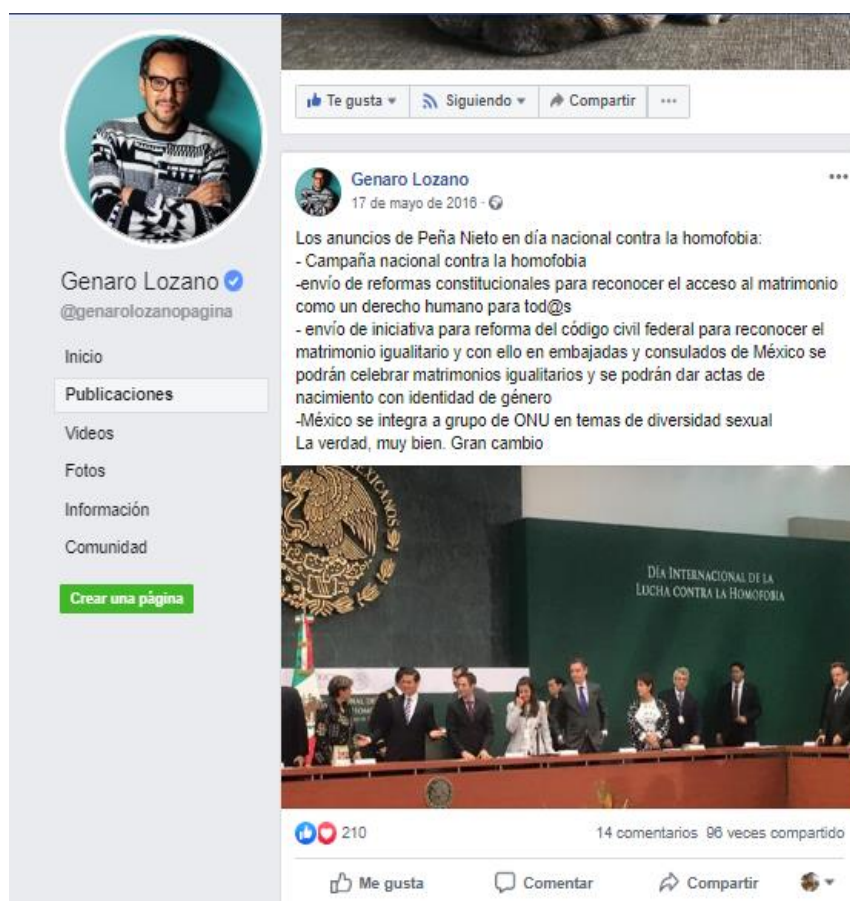 Te gusta
Siguiendo
Compartir
Genaro Lozano
17 de mayo de 2016
Los anuncios de Peña Nieto en día nacional contra la homofobia:
- Campaña nacional contra la homofobia
-envío de reformas constitucionales para reconocer el acceso al matrimonio
como un derecho humano para tod@s
- envío de iniciativa para reforma del código civil federal para reconocer el
matrimonio igualitario y con ello en embajadas y consulados de México se
podrán celebrar matrimonios igualitarios y se podrán dar actas de
nacimiento con identidad de género
-México se integra a grupo de ONU en temas de diversidad sexual
La verdad, muy bien. Gran cambio
Genaro Lozano
@genarolozanopagina
Inicio
Publicaciones
Videos
Fotos
Información
Comunidad
Crear una página
MEXICANOS
DÍA INTERNACIONAL DE LA
LUCHA CONTRA LA HOMOFOBIA
210
14 comentarios 96 veces compartido
Me gusta
Comentar
Compartir